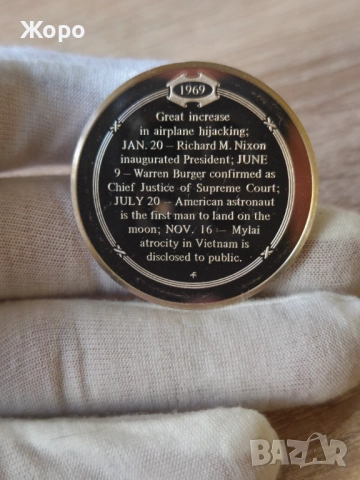 Жоро
1969
Great increase
in airplane hijacking;
JAN. 20 — Richard M. Nixon
inaugurated President; JUNE
9 — Warren Burger confirmed as
Chief Justice of Supreme Court;
JULY 20 — American astronaut
is the first man to land on the
moon; NOV. 16 — Mylai
atrocity in Vietnam is
disclosed to public.
BAZAR
bg